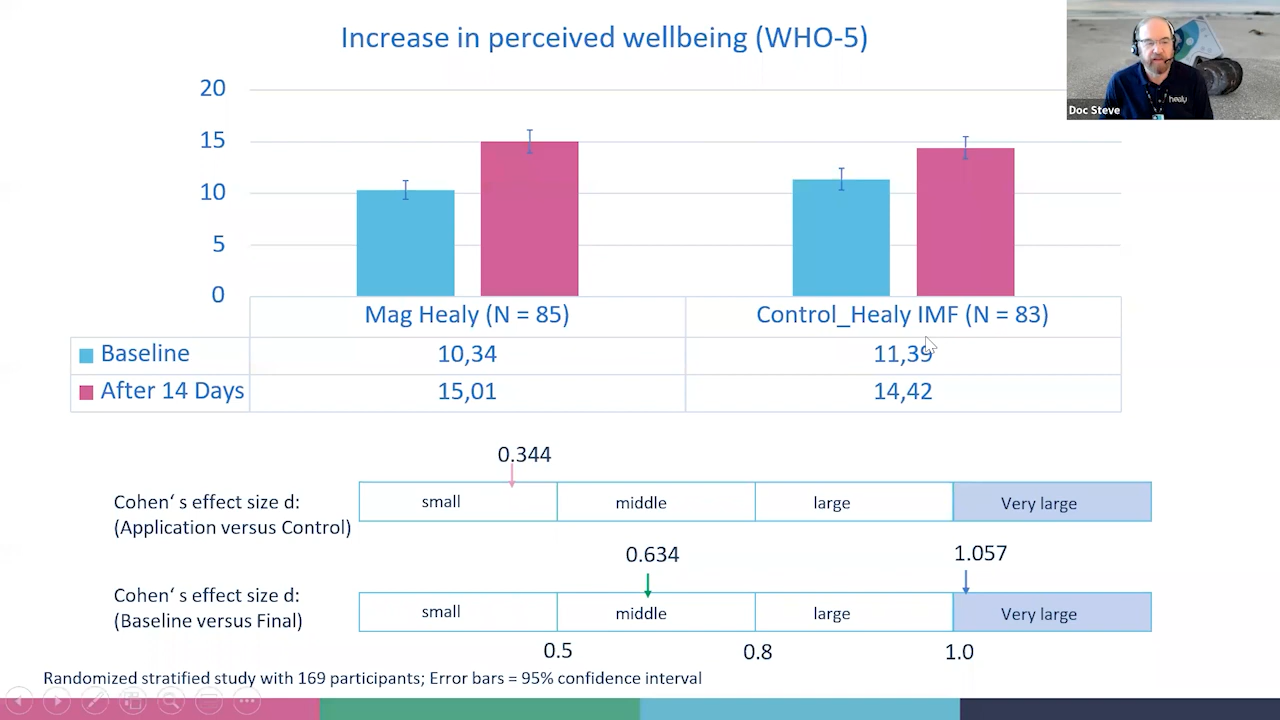 Increase in perceived wellbeing (WHO-5)
healy
Doc Steve
20
15
10
5
0
Mag Healy (N = 85)
Control_Healy IMF (N = 83)
Baseline
10,34
11,39
After 14 Days
15,01
14,42
0.344
Cohen‘ s effect size d:
(Application versus Control)
small
middle
large
Very large
0.634
1.057
Cohen‘ s effect size d:
(Baseline versus Final)
small
middle
large
Very large
0.5
0.8
1.0
Randomized stratified study with 169 participants; Error bars = 95% confidence interval